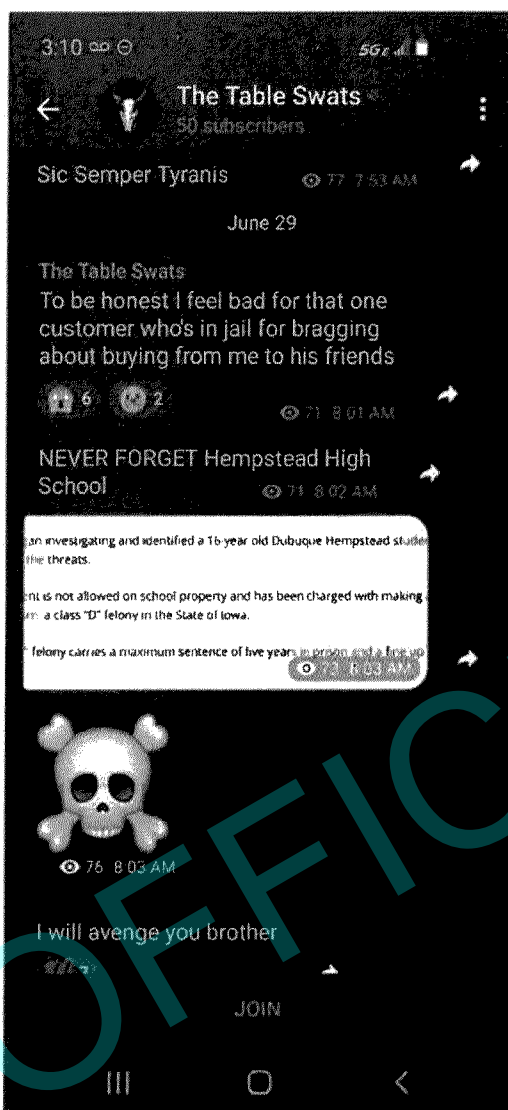 3:10
5G
The Table Swats
50 subscribers
Sic Semper Tyranis
77 7:53 AM
June 29
The Table Swats
To be honest I feel bad for that one
customer who's in jail for bragging
about buying from me to his friends
6 2
71 8:01 AM
NEVER FORGET Hempstead High
School
71 8:02 AM
an investigating and identified a 16-year old Dubuque Hempstead
the threats.
nt is not allowed on school property and has been charged with making
a class "D" felony in the State of Iowa.
felony carries a maximum sentence of five years in prison and a fine up
73 8:03 AM
76 8:03 AM
I will avenge you brother
JOIN
OFFIC